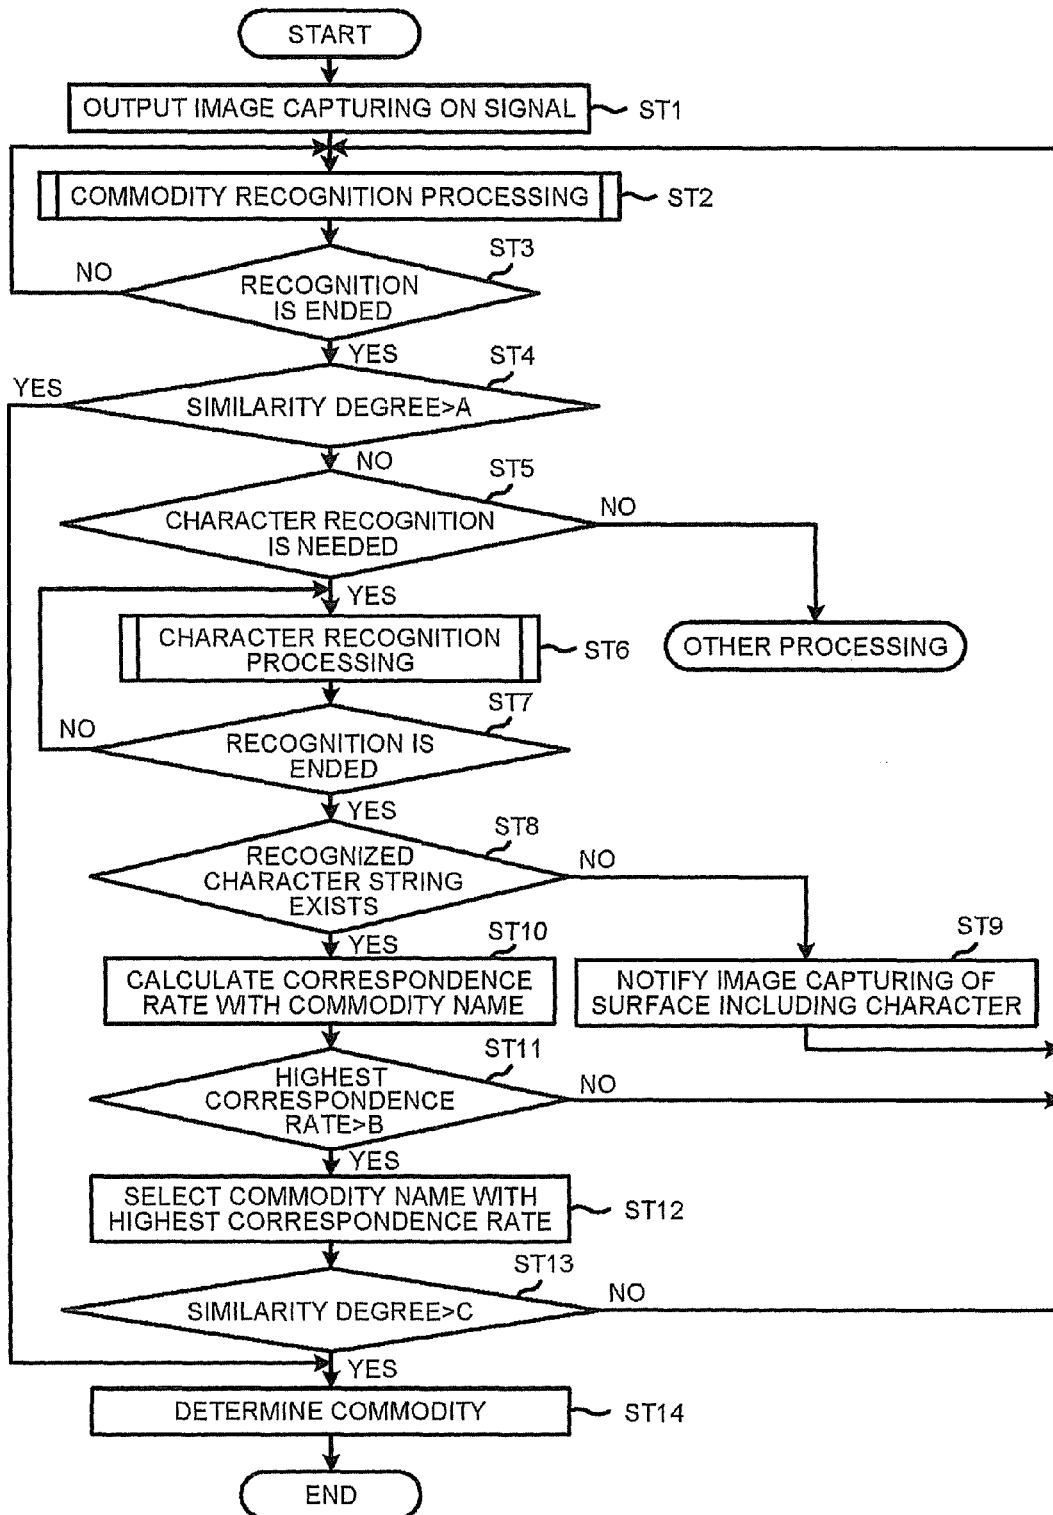 START
OUTPUT IMAGE CAPTURING ON SIGNAL
ST1
COMMODITY RECOGNITION PROCESSING
ST2
ST3
NO
RECOGNITION
IS ENDED
YES
ST4
YES
SIMILARITY DEGREE>A
NO
ST5
NO
CHARACTER RECOGNITION
IS NEEDED
YES
CHARACTER RECOGNITION
PROCESSING
ST6
OTHER PROCESSING
ST7
NO
RECOGNITION IS
ENDED
YES
ST8
NO
RECOGNIZED
CHARACTER STRING
EXISTS
YES
ST10
ST9
CALCULATE CORRESPONDENCE
RATE WITH COMMODITY NAME
NOTIFY IMAGE CAPTURING OF
SURFACE INCLUDING CHARACTER
ST11
NO
HIGHEST
CORRESPONDENCE
RATE>B
YES
SELECT COMMODITY NAME WITH
HIGHEST CORRESPONDENCE RATE
ST12
ST13
NO
SIMILARITY DEGREE>C
YES
DETERMINE COMMODITY
ST14
END